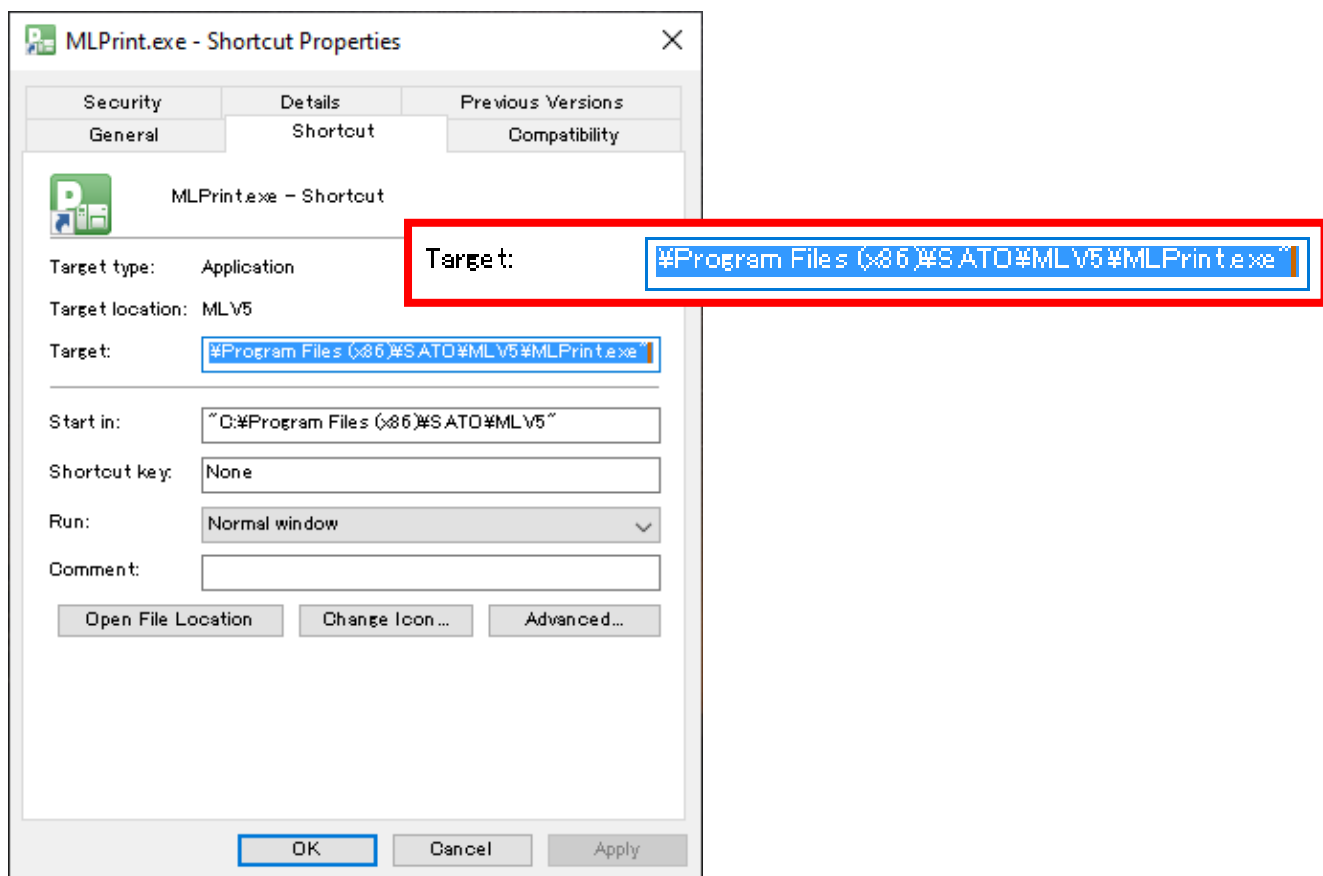 MLPrint.exe - Shortcut Properties
Security Details Previous Versions
General Shortcut Compatibility
MLPrint.exe - Shortcut
Target type: Application
Target location: MLV5
Target: ¥Program Files (x86)¥SATO¥MLV5¥MLPrint.exe"
Target: ¥Program Files (x86)¥SATO¥MLV5¥MLPrint.exe"
Start in: "C:¥Program Files (x86)¥SATO¥MLV5"
Shortcut key: None
Run: Normal window
Comment:
Open File Location Change Icon... Advanced...
OK Cancel Apply